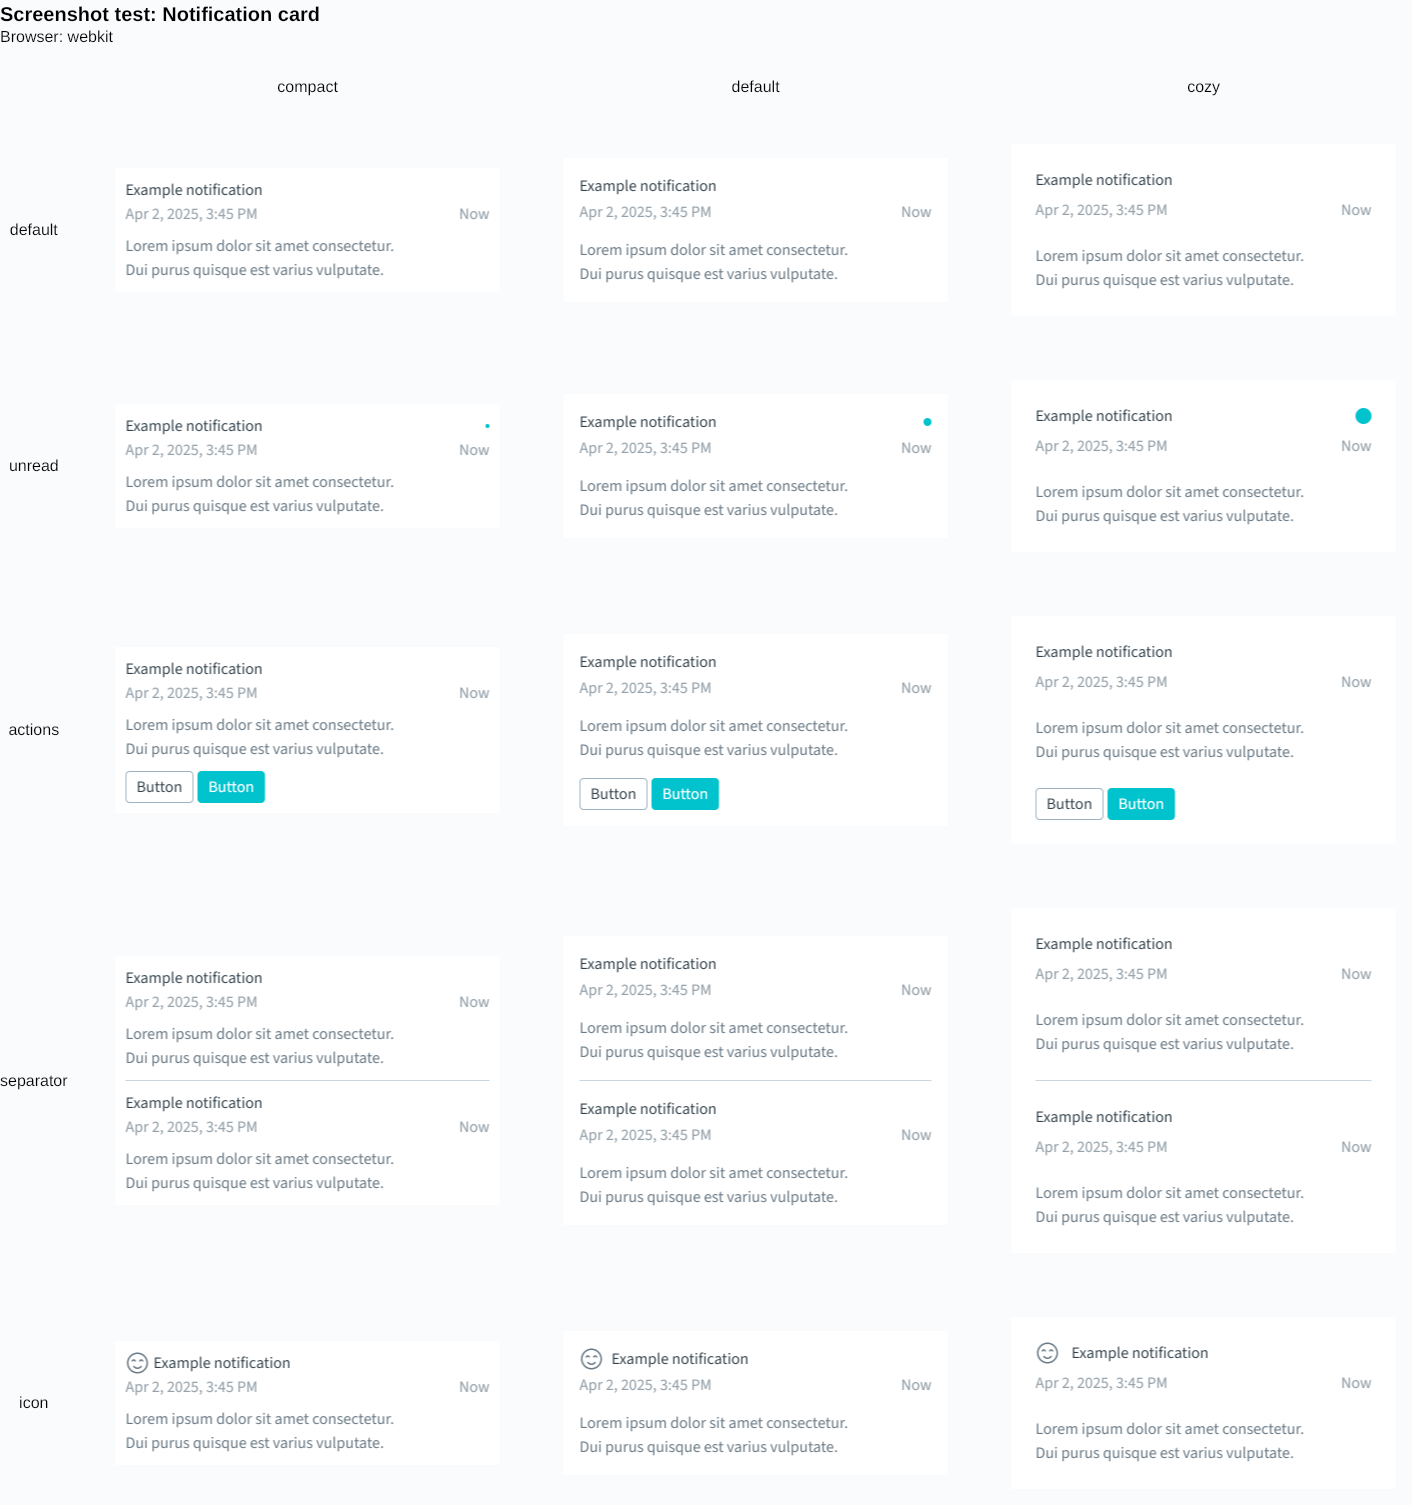 Screenshot test: Notification card
Browser: webkit
compact default cozy
default
Example notification
Apr 2, 2025, 3:45 PM Now
Lorem ipsum dolor sit amet consectetur.
Dui purus quisque est varius vulputate.
Example notification
Apr 2, 2025, 3:45 PM Now
Lorem ipsum dolor sit amet consectetur.
Dui purus quisque est varius vulputate.
Example notification
Apr 2, 2025, 3:45 PM Now
Lorem ipsum dolor sit amet consectetur.
Dui purus quisque est varius vulputate.
unread
Example notification
Apr 2, 2025, 3:45 PM Now
Lorem ipsum dolor sit amet consectetur.
Dui purus quisque est varius vulputate.
Example notification
Apr 2, 2025, 3:45 PM Now
Lorem ipsum dolor sit amet consectetur.
Dui purus quisque est varius vulputate.
Example notification
Apr 2, 2025, 3:45 PM Now
Lorem ipsum dolor sit amet consectetur.
Dui purus quisque est varius vulputate.
actions
Example notification
Apr 2, 2025, 3:45 PM Now
Lorem ipsum dolor sit amet consectetur.
Dui purus quisque est varius vulputate.
Button Button
Example notification
Apr 2, 2025, 3:45 PM Now
Lorem ipsum dolor sit amet consectetur.
Dui purus quisque est varius vulputate.
Button Button
Example notification
Apr 2, 2025, 3:45 PM Now
Lorem ipsum dolor sit amet consectetur.
Dui purus quisque est varius vulputate.
Button Button
separator
Example notification
Apr 2, 2025, 3:45 PM Now
Lorem ipsum dolor sit amet consectetur.
Dui purus quisque est varius vulputate.
Example notification
Apr 2, 2025, 3:45 PM Now
Lorem ipsum dolor sit amet consectetur.
Dui purus quisque est varius vulputate.
Example notification
Apr 2, 2025, 3:45 PM Now
Lorem ipsum dolor sit amet consectetur.
Dui purus quisque est varius vulputate.
Example notification
Apr 2, 2025, 3:45 PM Now
Lorem ipsum dolor sit amet consectetur.
Dui purus quisque est varius vulputate.
Example notification
Apr 2, 2025, 3:45 PM Now
Lorem ipsum dolor sit amet consectetur.
Dui purus quisque est varius vulputate.
Example notification
Apr 2, 2025, 3:45 PM Now
Lorem ipsum dolor sit amet consectetur.
Dui purus quisque est varius vulputate.
icon
Example notification
Apr 2, 2025, 3:45 PM Now
Lorem ipsum dolor sit amet consectetur.
Dui purus quisque est varius vulputate.
Example notification
Apr 2, 2025, 3:45 PM Now
Lorem ipsum dolor sit amet consectetur.
Dui purus quisque est varius vulputate.
Example notification
Apr 2, 2025, 3:45 PM Now
Lorem ipsum dolor sit amet consectetur.
Dui purus quisque est varius vulputate.